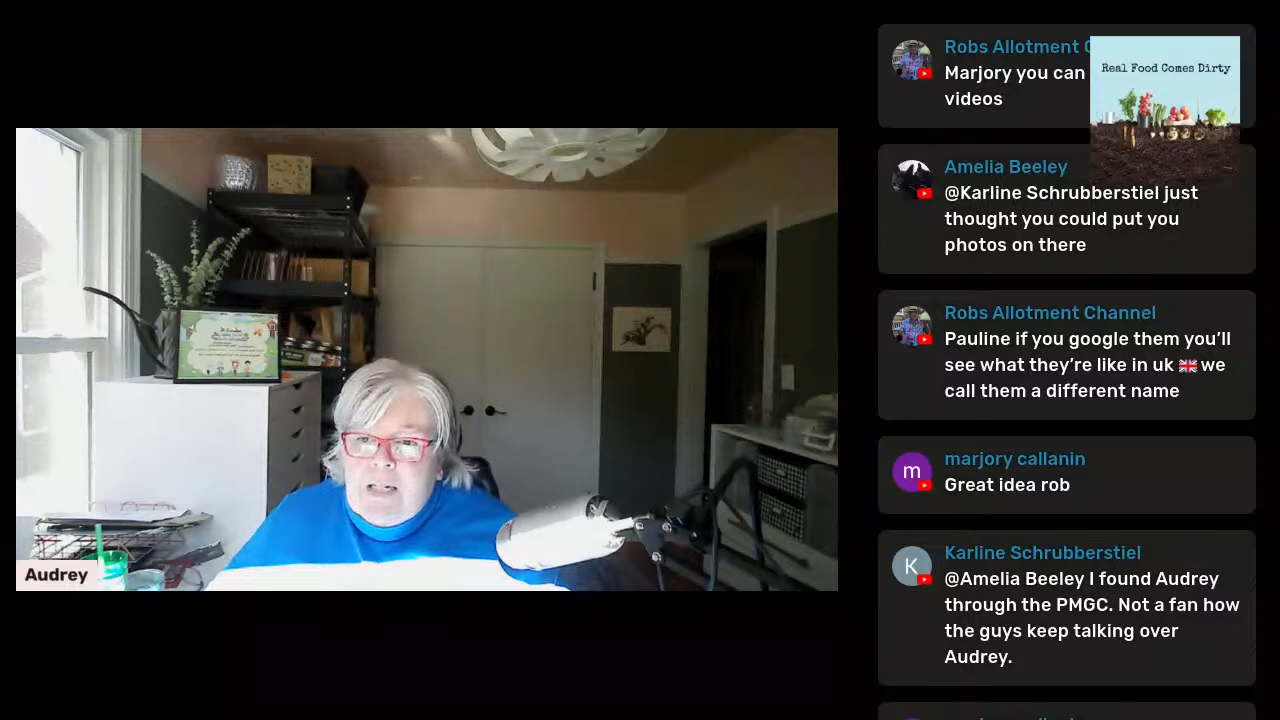 Robs Allotment
Marjory you can
videos
Real Food Comes Dirty
Amelia Beeley
@Karline Schrubberstiel just
thought you could put you
photos on there
Robs Allotment Channel
Pauline if you google them you’ll
see what they’re like in uk 🇬🇧 we
call them a different name
m
marjory callanin
Great idea rob
K
Karline Schrubberstiel
@Amelia Beeley I found Audrey
through the PMGC. Not a fan how
the guys keep talking over
Audrey.
Audrey